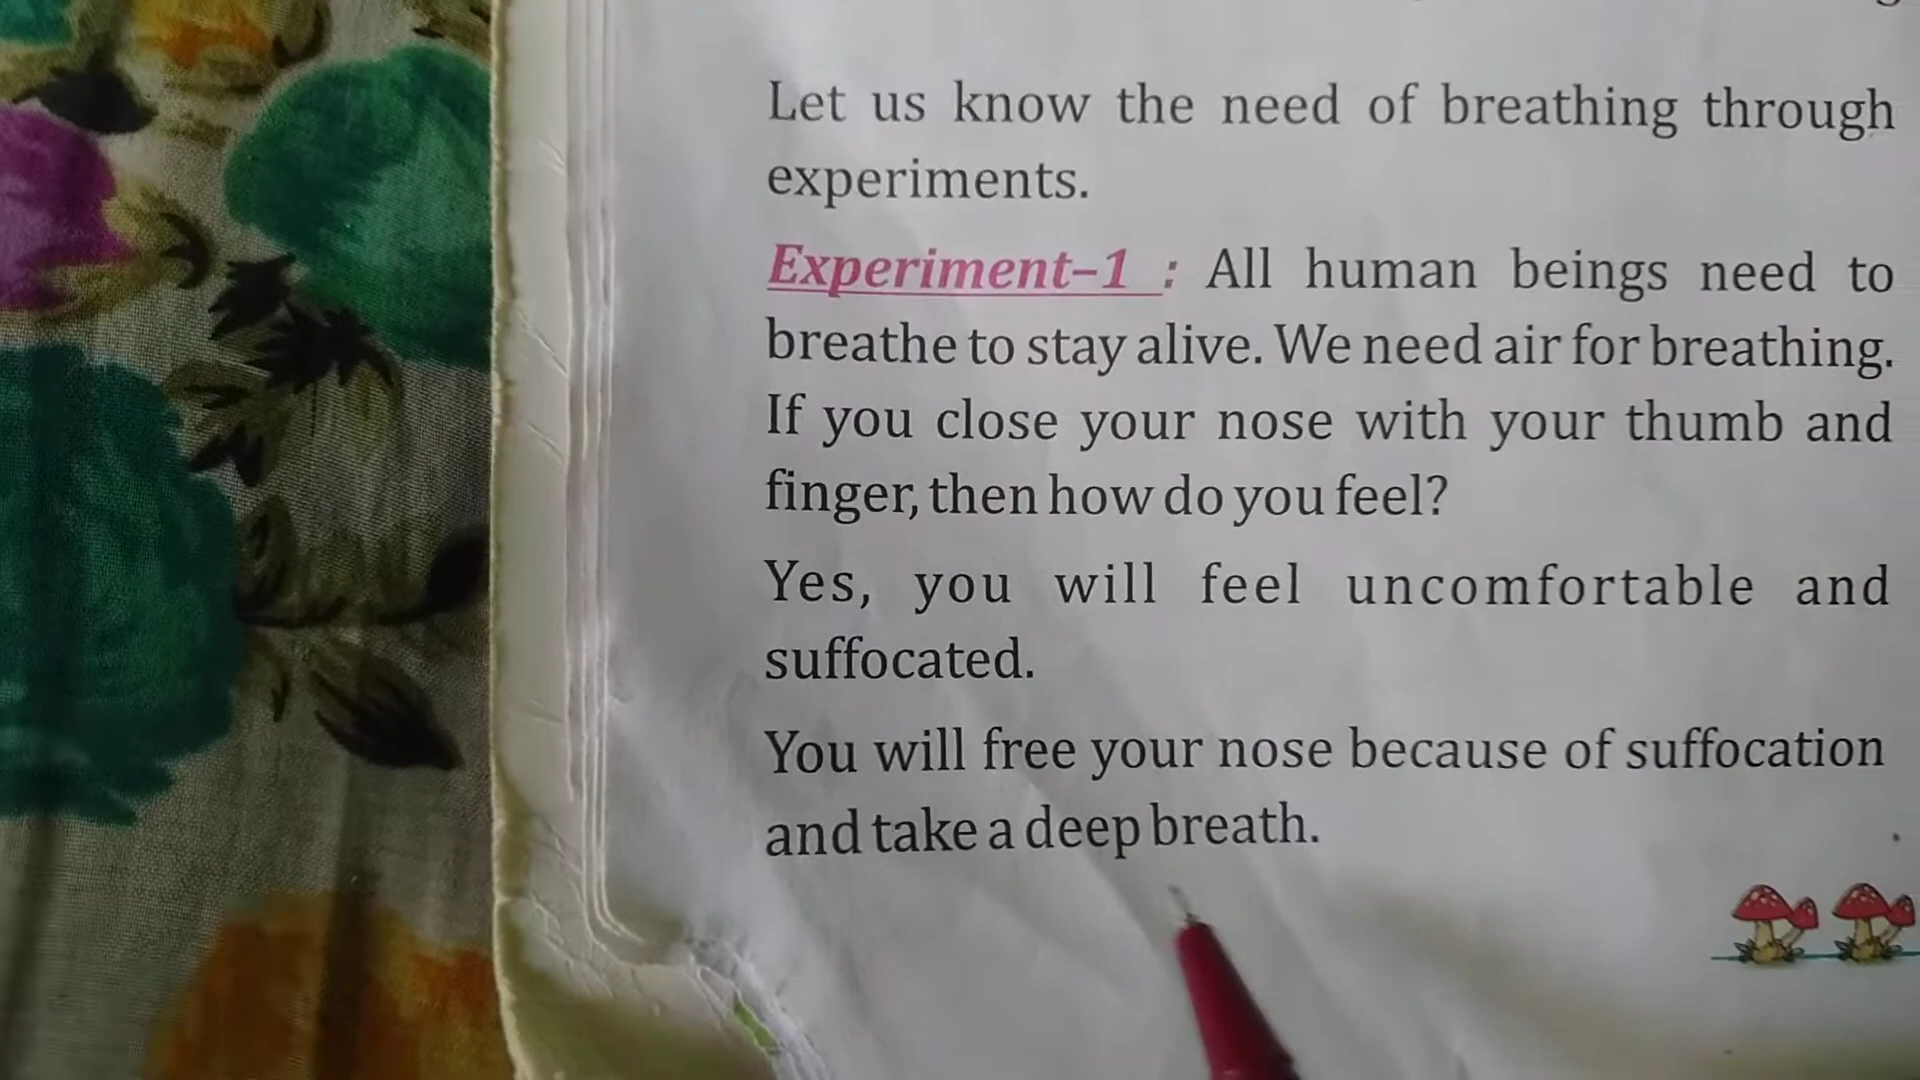 Let us know the need of breathing through
experiments.
Experiment–1 : All human beings need to
breathe to stay alive. We need air for breathing.
If you close your nose with your thumb and
finger, then how do you feel?
Yes, you will feel uncomfortable and
suffocated.
You will free your nose because of suffocation
and take a deep breath.